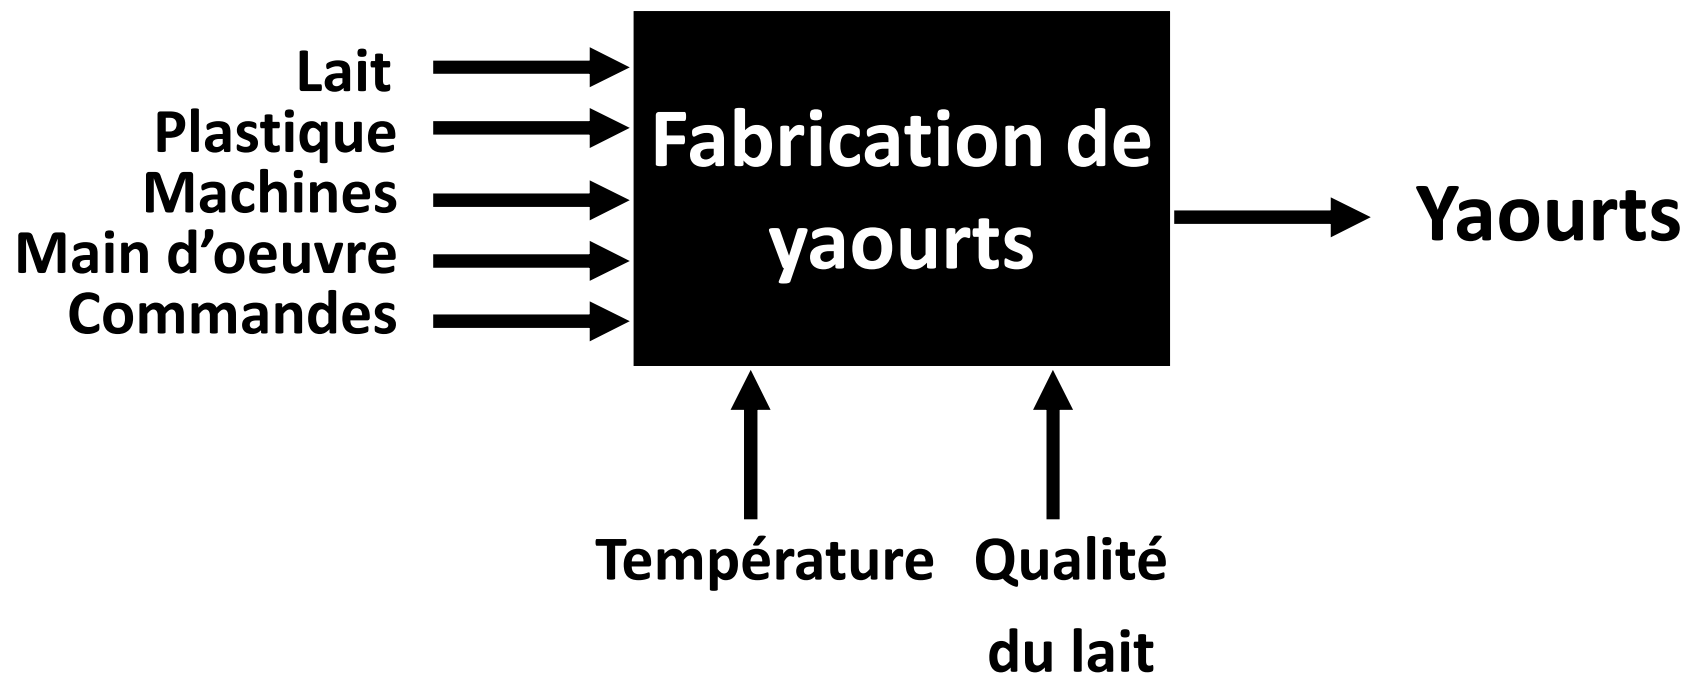 Lait
Plastique
Machines
Main d’oeuvre
Commandes
Fabrication de
yaourts
Yaourts
Température
Qualité
du lait